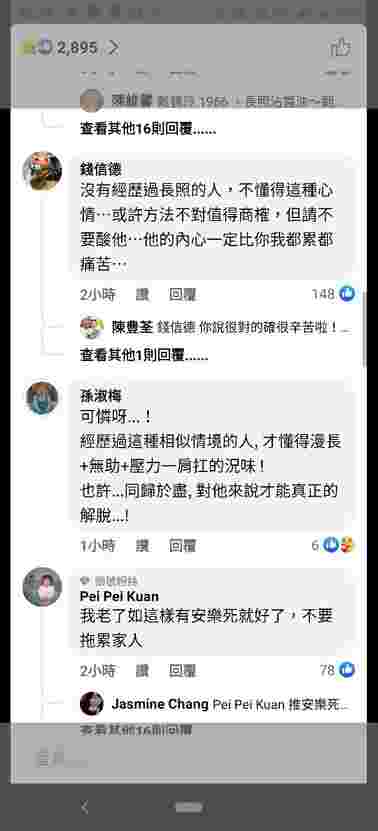 2,895
陳維馨
查看其他16則回覆......
錢信德
沒有經歷過長照的人，不懂得這種心
情…或許方法不對值得商榷，但請不
要酸他…他的內心一定比你我都累都
痛苦…
2小時 讚 回覆 148
陳豊荃 錢信德 你說很對的確很辛苦啦！...
查看其他1則回覆......
孫淑梅
可憐呀...！
經歷過這種相似情境的人, 才懂得漫長
+無助+壓力一肩扛的況味！
也許...同歸於盡, 對他來說才能真正的
解脫...!
1小時 讚 回覆 6
頭號粉絲
Pei Pei Kuan
我老了如這樣有安樂死就好了，不要
拖累家人
2小時 讚 回覆 78
Jasmine Chang Pei Pei Kuan 推安樂死...
查看其他16則回覆